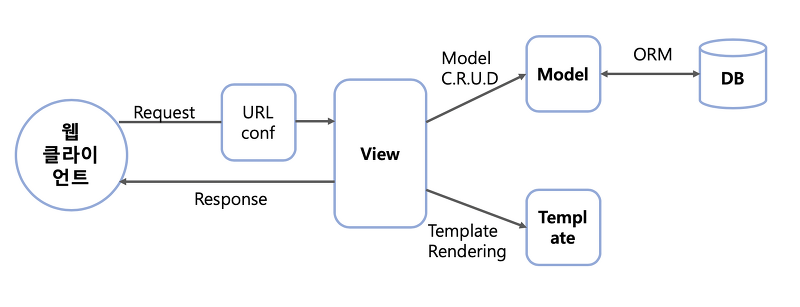 웹
클라이
언트
Request
URL
conf
View
Response
Model
C.R.U.D
Model
ORM
DB
Template
Rendering
Templ
ate